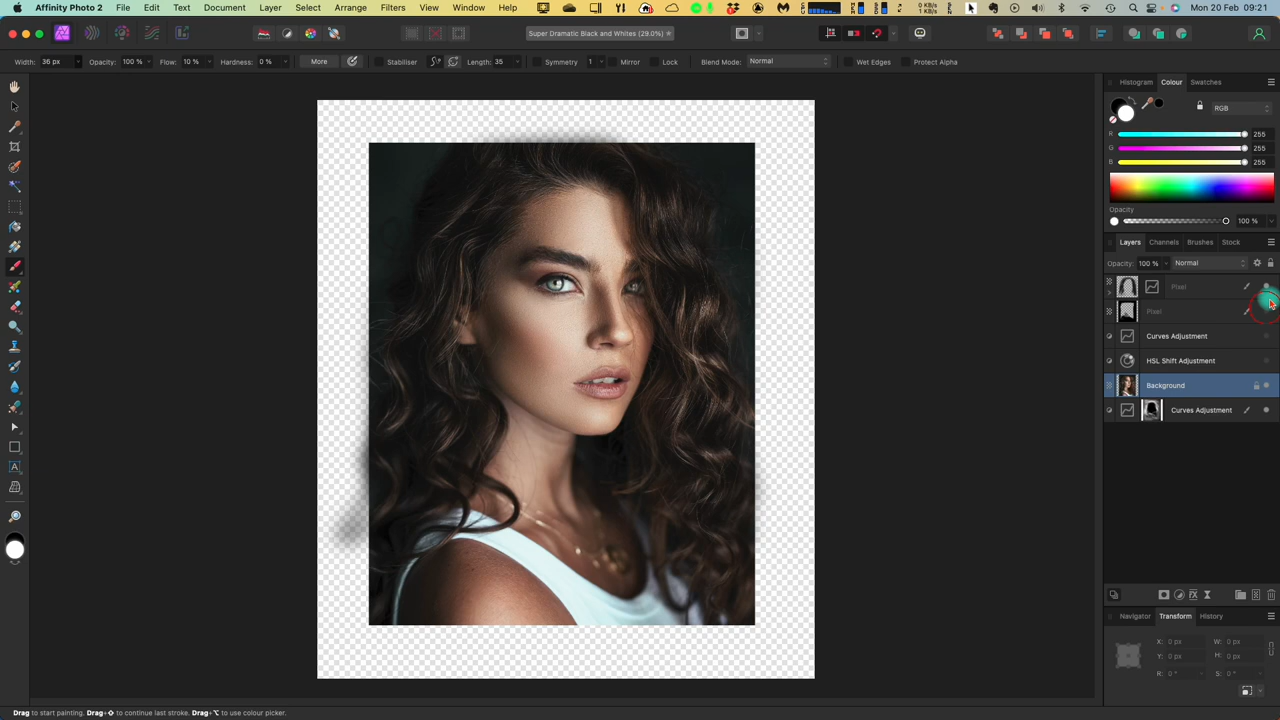 Affinity Photo 2 File Edit Text Document Layer Select Arrange Filters View Window Help Mon 20 Feb 09:21
1 KB/s
0 KB/s
Super Dramatic Black and Whites (29.0%)
Width: 36 px Opacity: 100 % Flow: 10 % Hardness: 0 % More Stabiliser Length: 35 Symmetry 1 Mirror Lock Blend Mode: Normal Wet Edges Protect Alpha
Histogram Colour Swatches
RGB
R 255
G 255
B 255
Opacity
100 %
Layers Channels Brushes Stock
Opacity: 100 % Normal
Pixel
Pixel
Curves Adjustment
HSL Shift Adjustment
Background
Curves Adjustment
Navigator Transform History
X: 0 px W: 0 px
Y: 0 px H: 0 px
R: 0 ° S: 0 °
Drag to start painting. Drag+⇧ to continue last stroke. Drag+⌥ to use colour picker.